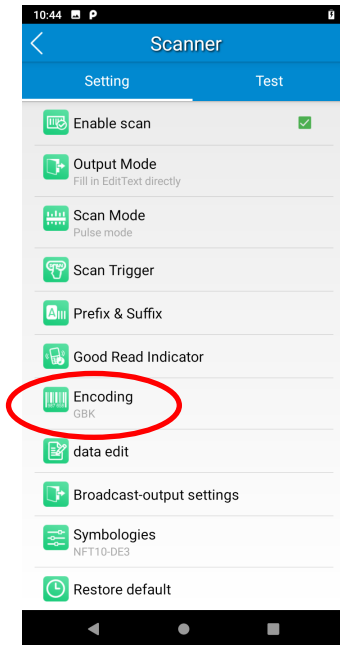 10:44
Scanner
Setting
Test
Enable scan
Output Mode
Fill in EditText directly
Scan Mode
Pulse mode
Scan Trigger
Prefix & Suffix
Good Read Indicator
Encoding
GBK
data edit
Broadcast-output settings
Symbologies
NFT10-DE3
Restore default